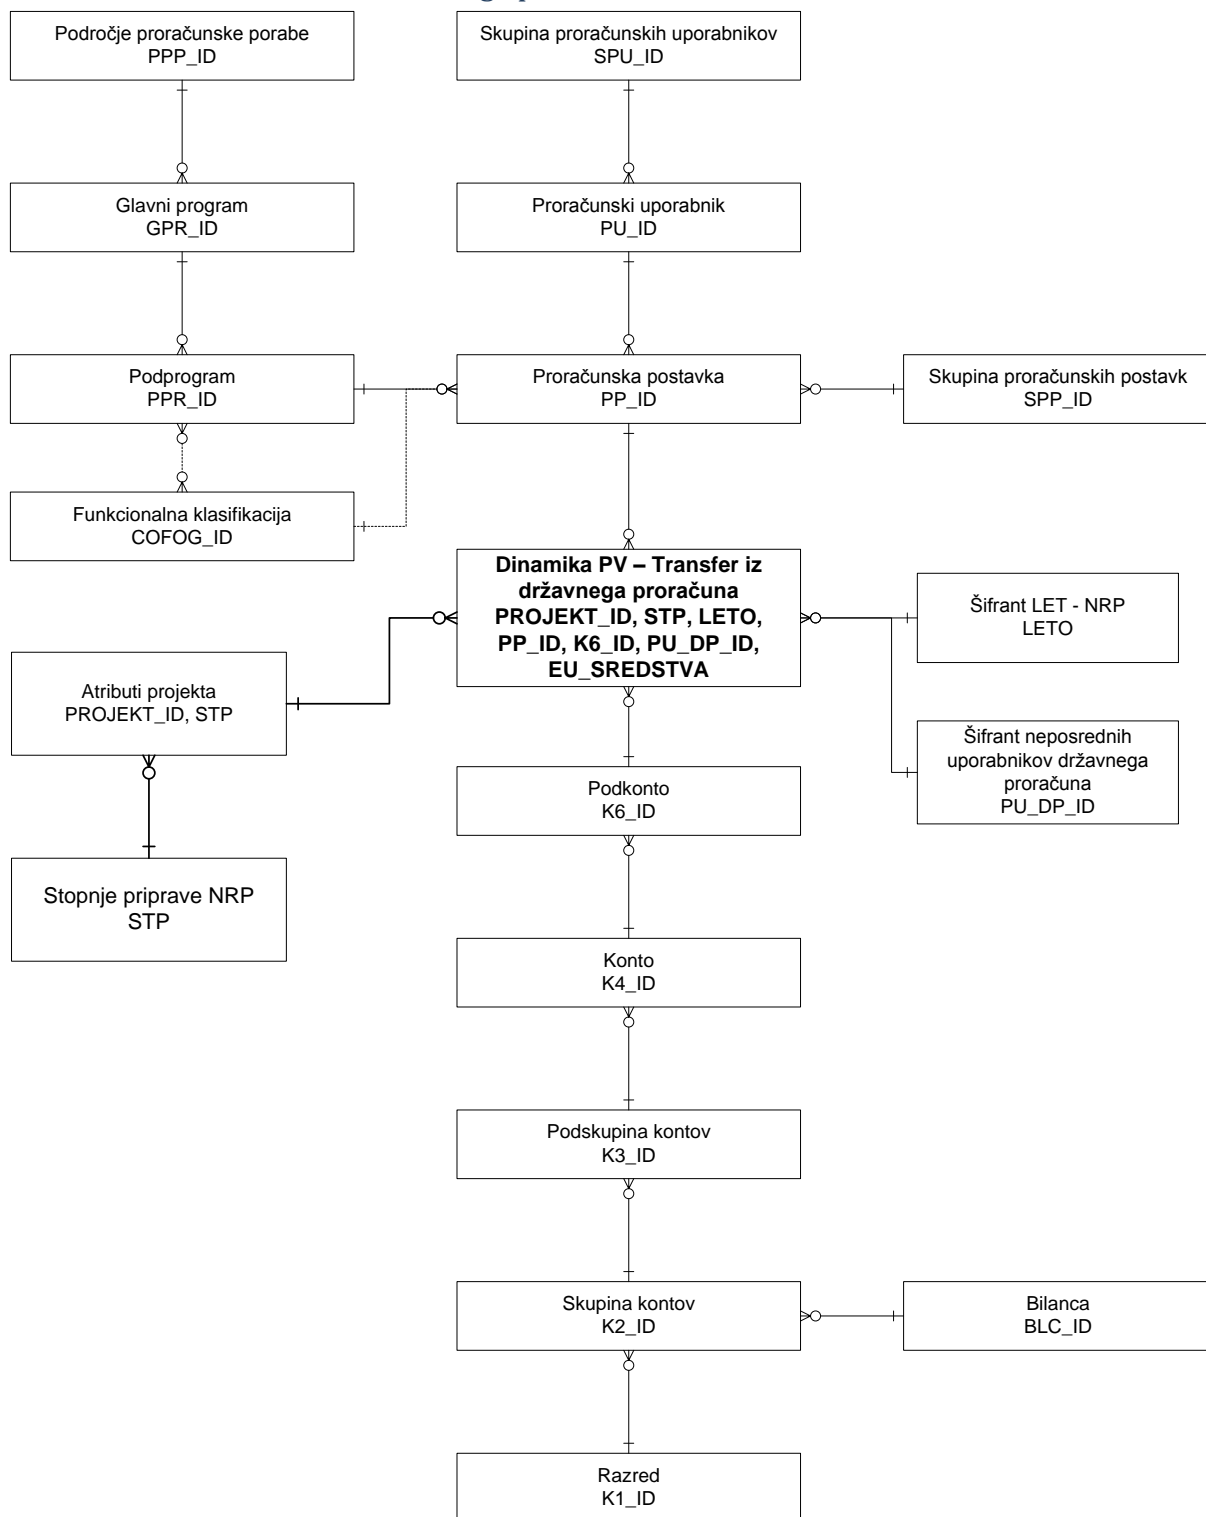 Področje proračunske porabe
PPP_ID
Skupina proračunskih uporabnikov
SPU_ID
Glavni program
GPR_ID
Proračunski uporabnik
PU_ID
Podprogram
PPR_ID
Proračunska postavka
PP_ID
Skupina proračunskih postavk
SPP_ID
Funkcionalna klasifikacija
COFOG_ID
Dinamika PV – Transfer iz
državnega proračuna
PROJEKT_ID, STP, LETO,
PP_ID, K6_ID, PU_DP_ID,
EU_SREDSTVA
Šifrant LET - NRP
LETO
Atributi projekta
PROJEKT_ID, STP
Šifrant neposrednih
uporabnikov državnega
proračuna
PU_DP_ID
Podkonto
K6_ID
Stopnje priprave NRP
STP
Konto
K4_ID
Podskupina kontov
K3_ID
Skupina kontov
K2_ID
Bilanca
BLC_ID
Razred
K1_ID